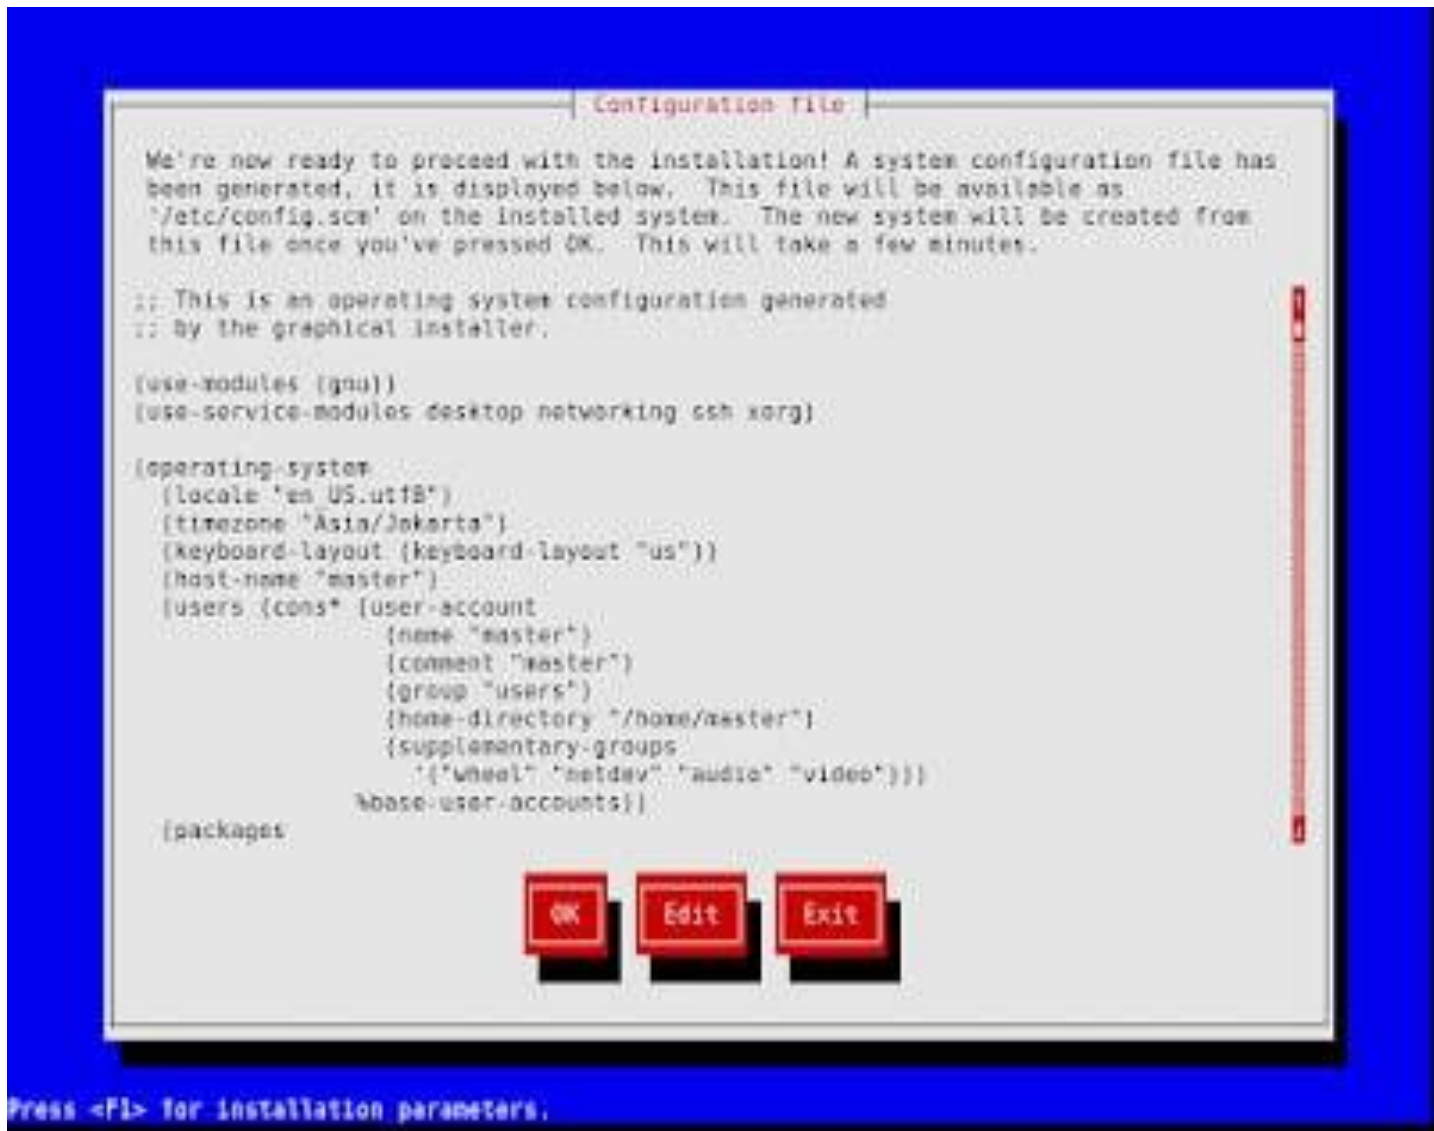 Configuration file
We're now ready to proceed with the installation! A system configuration file has
been generated, it is displayed below.  This file will be available as
'/etc/config.scm' on the installed system.  The new system will be created from
this file once you've pressed OK.  This will take a few minutes.
;; This is an operating system configuration generated
;; by the graphical installer.
(use-modules (gnu))
(use-service-modules desktop networking ssh xorg)
(operating-system
  (locale "en_US.utf8")
  (timezone "Asia/Jakarta")
  (keyboard-layout (keyboard-layout "us"))
  (host-name "master")
  (users (cons* (user-account
                  (name "master")
                  (comment "master")
                  (group "users")
                  (home-directory "/home/master")
                  (supplementary-groups
                    '("wheel" "netdev" "audio" "video")))
                %base-user-accounts))
  (packages
OK Edit Exit
Press <F1> for installation parameters.